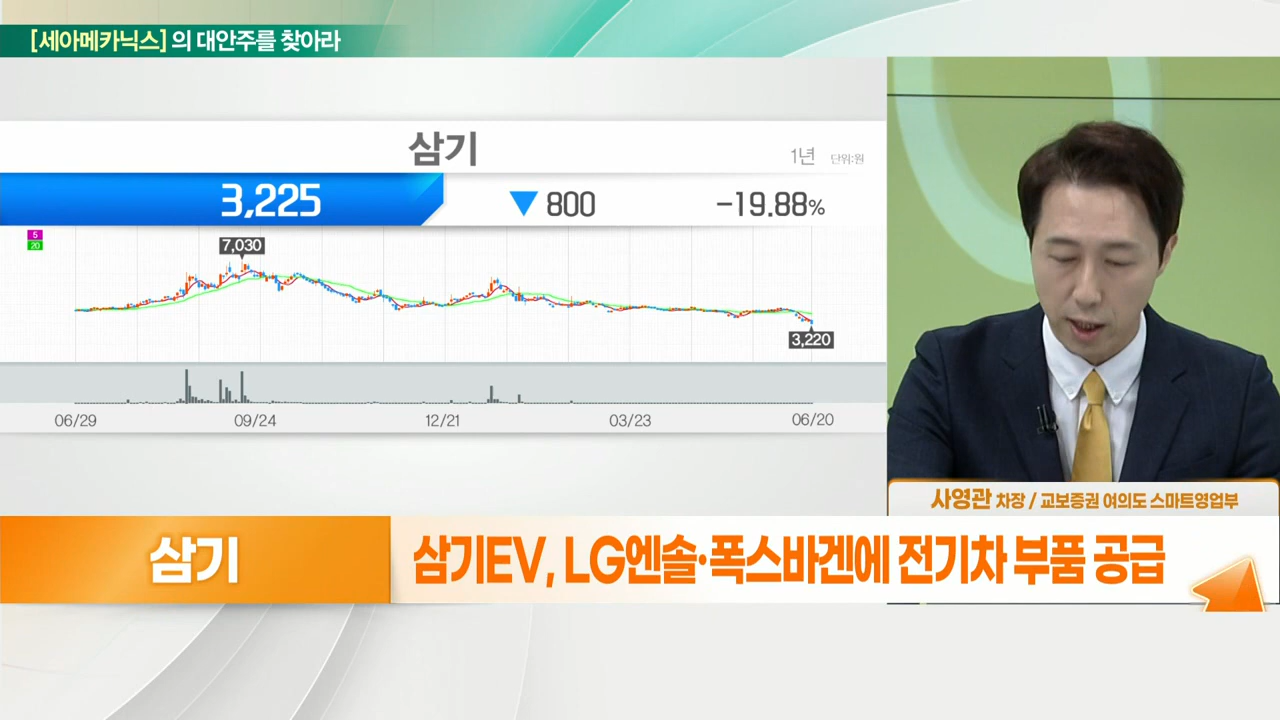 [세아메카닉스] 의 대안주를 찾아라
삼기
1년 단위:원
3,225 ▼ 800 -19.88%
5
20
7,030
3,220
06/29 09/24 12/21 03/23 06/20
사영관 차장 / 교보증권 여의도 스마트영업부
삼기
삼기EV, LG엔솔·폭스바겐에 전기차 부품 공급